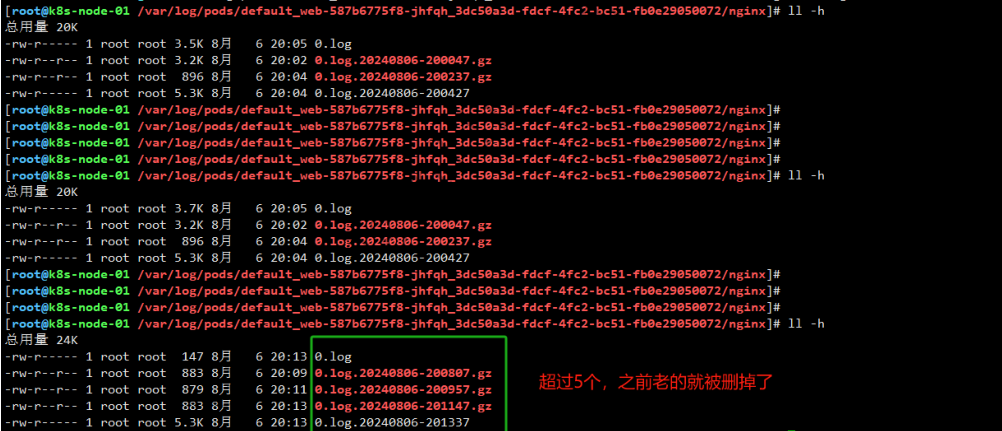 [root@k8s-node-01 /var/log/pods/default_web-587b6775f8-jhfqh_3dc50a3d-fdcf-4fc2-bc51-fb0e29050072/nginx]# ll -h
总用量 20K
-rw-r----- 1 root root 3.5K 8月   6 20:05 0.log
-rw-r--r-- 1 root root 3.2K 8月   6 20:02 0.log.20240806-200047.gz
-rw-r--r-- 1 root root  896 8月   6 20:04 0.log.20240806-200237.gz
-rw-r----- 1 root root 5.3K 8月   6 20:04 0.log.20240806-200427
[root@k8s-node-01 /var/log/pods/default_web-587b6775f8-jhfqh_3dc50a3d-fdcf-4fc2-bc51-fb0e29050072/nginx]#
[root@k8s-node-01 /var/log/pods/default_web-587b6775f8-jhfqh_3dc50a3d-fdcf-4fc2-bc51-fb0e29050072/nginx]#
[root@k8s-node-01 /var/log/pods/default_web-587b6775f8-jhfqh_3dc50a3d-fdcf-4fc2-bc51-fb0e29050072/nginx]#
[root@k8s-node-01 /var/log/pods/default_web-587b6775f8-jhfqh_3dc50a3d-fdcf-4fc2-bc51-fb0e29050072/nginx]#
[root@k8s-node-01 /var/log/pods/default_web-587b6775f8-jhfqh_3dc50a3d-fdcf-4fc2-bc51-fb0e29050072/nginx]# ll -h
总用量 20K
-rw-r----- 1 root root 3.7K 8月   6 20:05 0.log
-rw-r--r-- 1 root root 3.2K 8月   6 20:02 0.log.20240806-200047.gz
-rw-r--r-- 1 root root  896 8月   6 20:04 0.log.20240806-200237.gz
-rw-r----- 1 root root 5.3K 8月   6 20:04 0.log.20240806-200427
[root@k8s-node-01 /var/log/pods/default_web-587b6775f8-jhfqh_3dc50a3d-fdcf-4fc2-bc51-fb0e29050072/nginx]#
[root@k8s-node-01 /var/log/pods/default_web-587b6775f8-jhfqh_3dc50a3d-fdcf-4fc2-bc51-fb0e29050072/nginx]#
[root@k8s-node-01 /var/log/pods/default_web-587b6775f8-jhfqh_3dc50a3d-fdcf-4fc2-bc51-fb0e29050072/nginx]#
[root@k8s-node-01 /var/log/pods/default_web-587b6775f8-jhfqh_3dc50a3d-fdcf-4fc2-bc51-fb0e29050072/nginx]# ll -h
总用量 24K
-rw-r----- 1 root root  147 8月   6 20:13 0.log
-rw-r--r-- 1 root root  883 8月   6 20:09 0.log.20240806-200807.gz
-rw-r--r-- 1 root root  879 8月   6 20:11 0.log.20240806-200957.gz
-rw-r--r-- 1 root root  883 8月   6 20:13 0.log.20240806-201147.gz
-rw-r----- 1 root root 5.3K 8月   6 20:13 0.log.20240806-201337
超过5个，之前老的就被删掉了